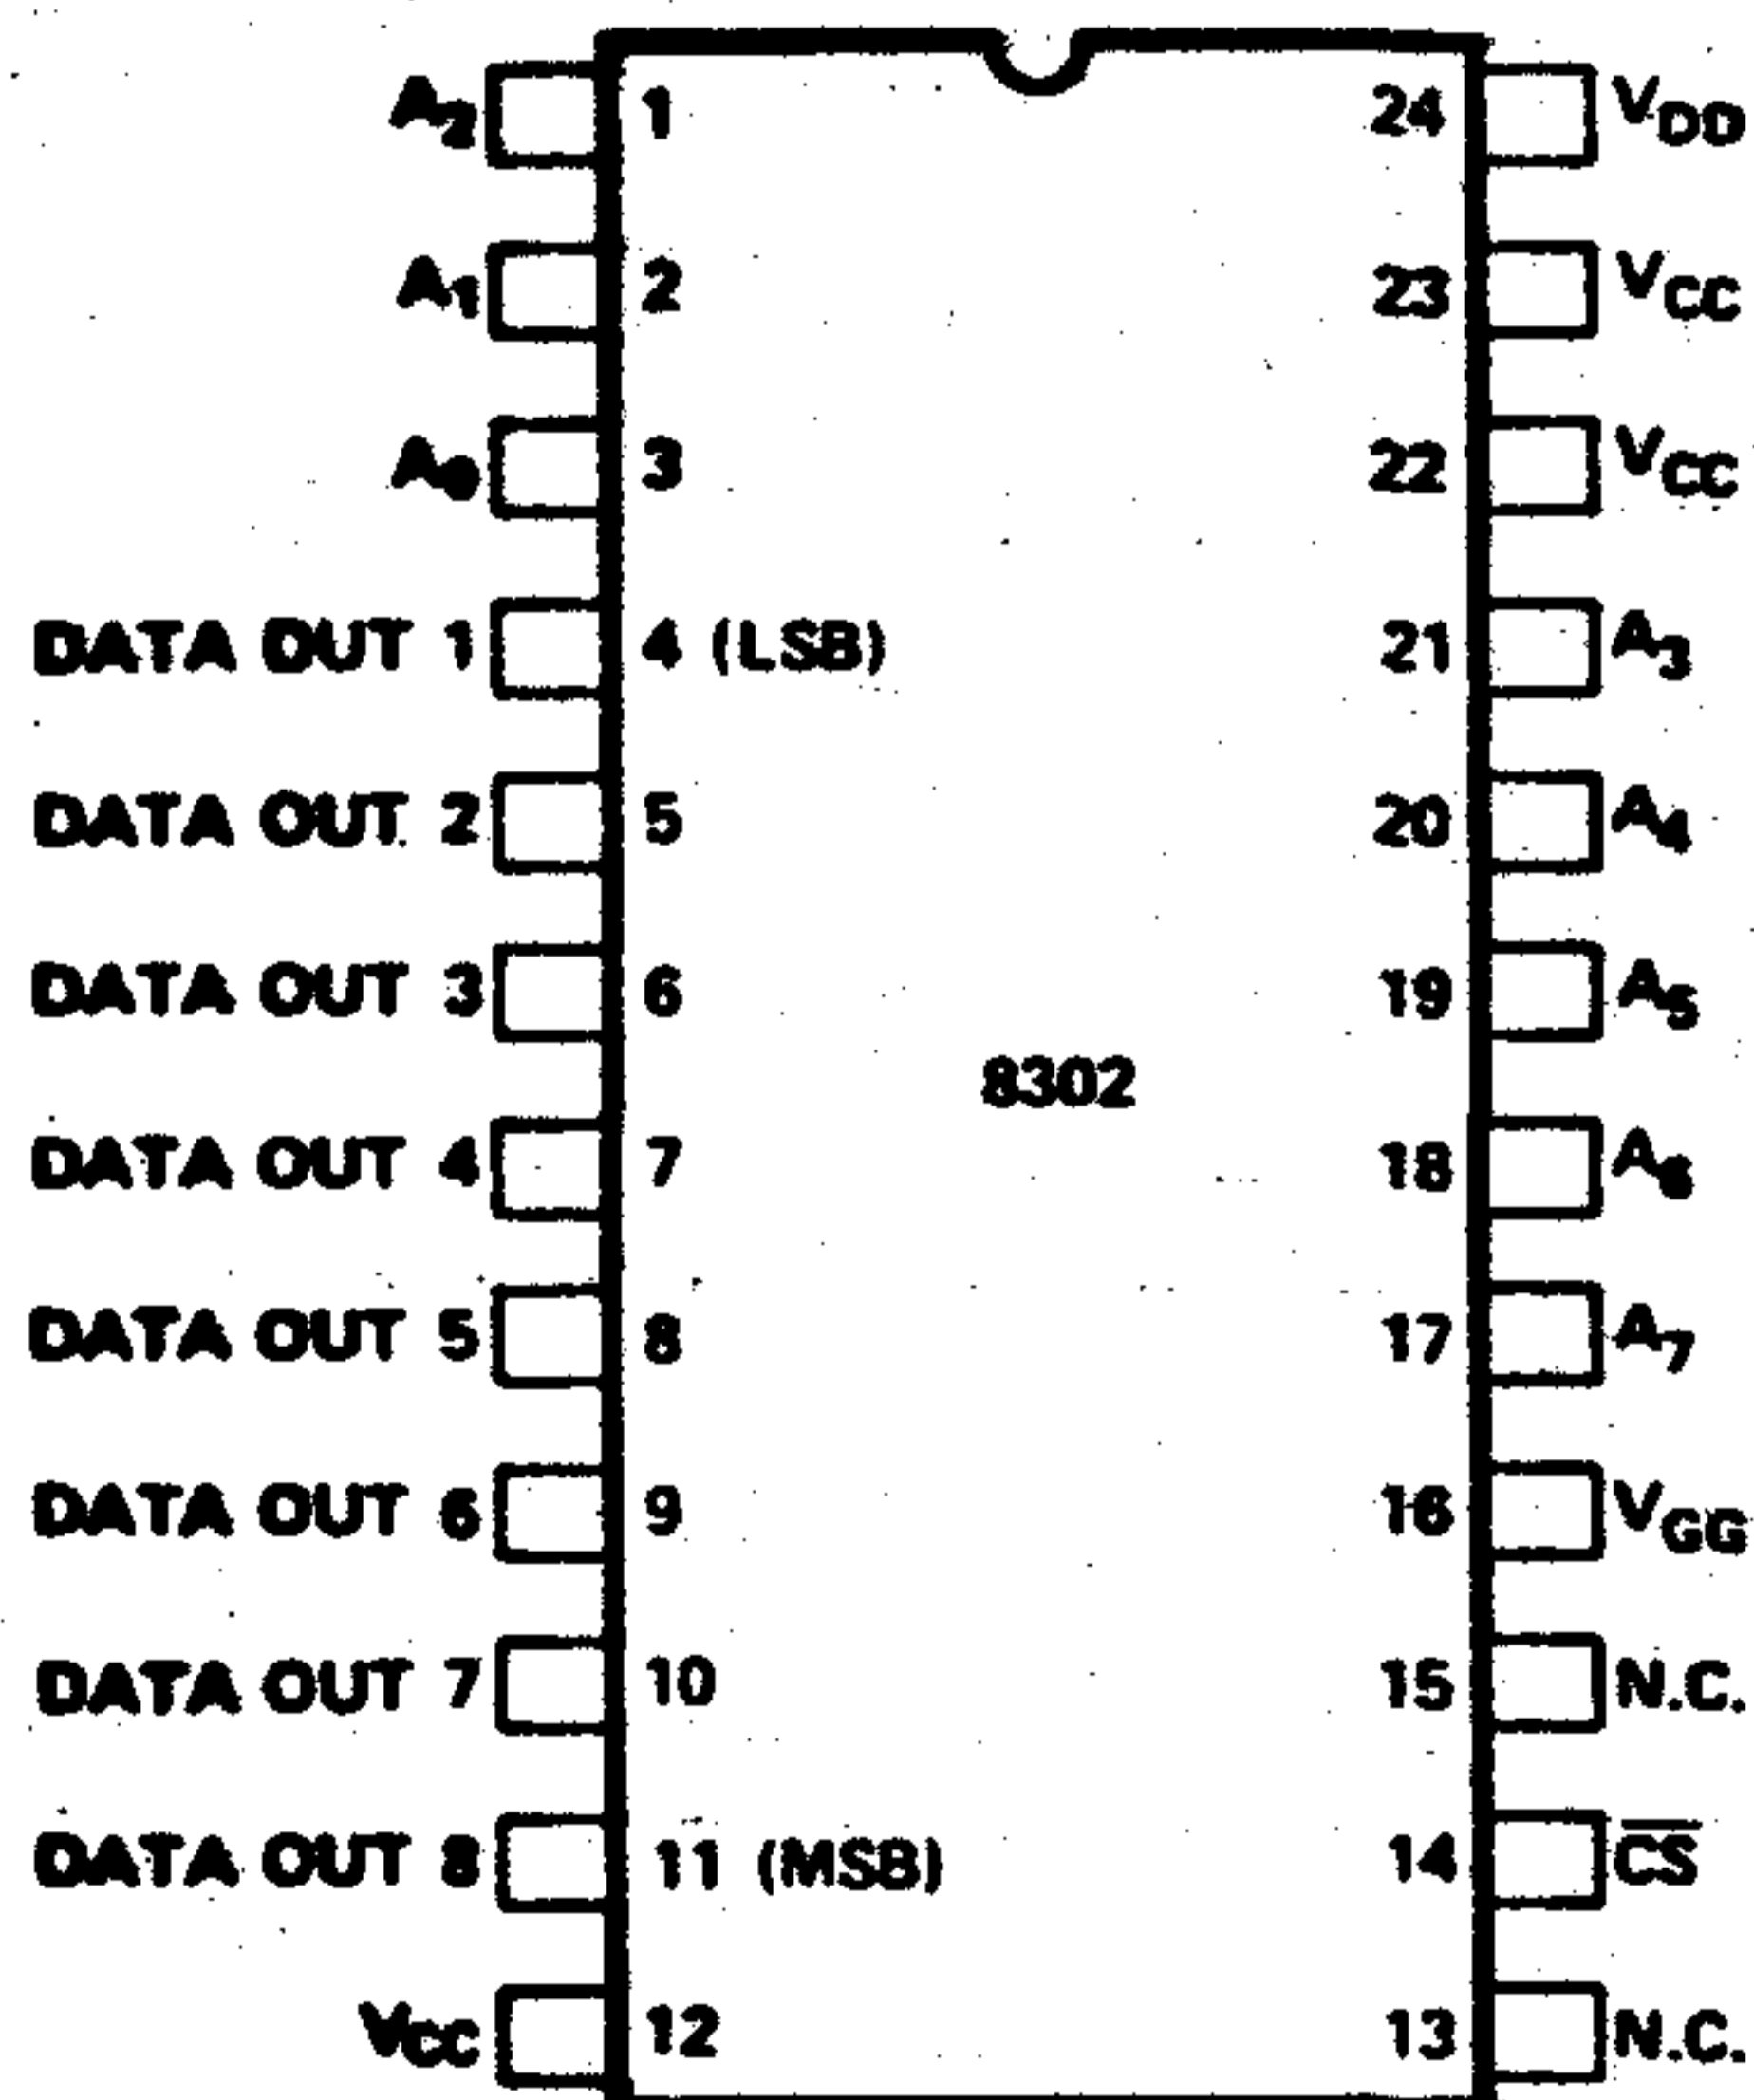 A2 1 24 VDD
A1 2 23 VCC
A0 3 22 VCC
DATA OUT 1 4 (LSB) 21 A3
DATA OUT 2 5 20 A4
DATA OUT 3 6 19 A5
8302
DATA OUT 4 7 18 A6
DATA OUT 5 8 17 A7
DATA OUT 6 9 16 VGG
DATA OUT 7 10 15 N.C.
DATA OUT 8 11 (MSB) 14 C̅S̅
VCC 12 13 N.C.